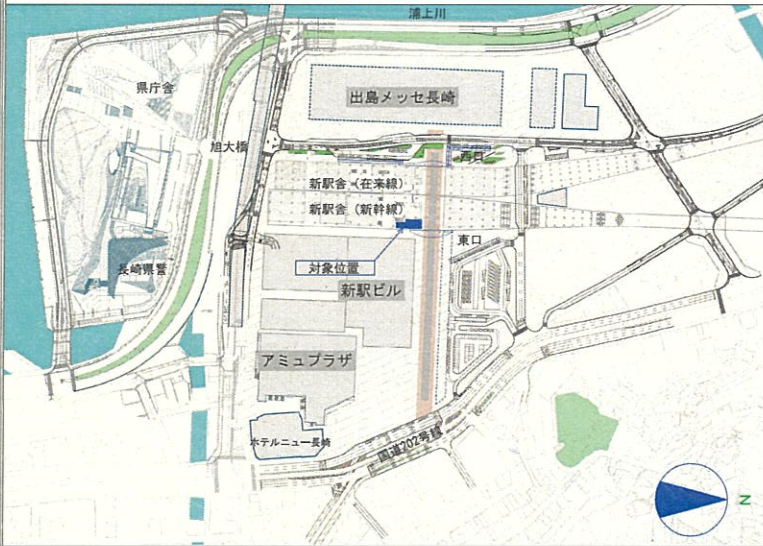 浦上川
県庁舎
出島メッセ長崎
旭大橋
西口
新駅舎(在来線)
新駅舎(新幹線)
東口
対象位置
長崎県警
新駅ビル
アミュプラザ
ホテルニュー長崎
国道202号線
N